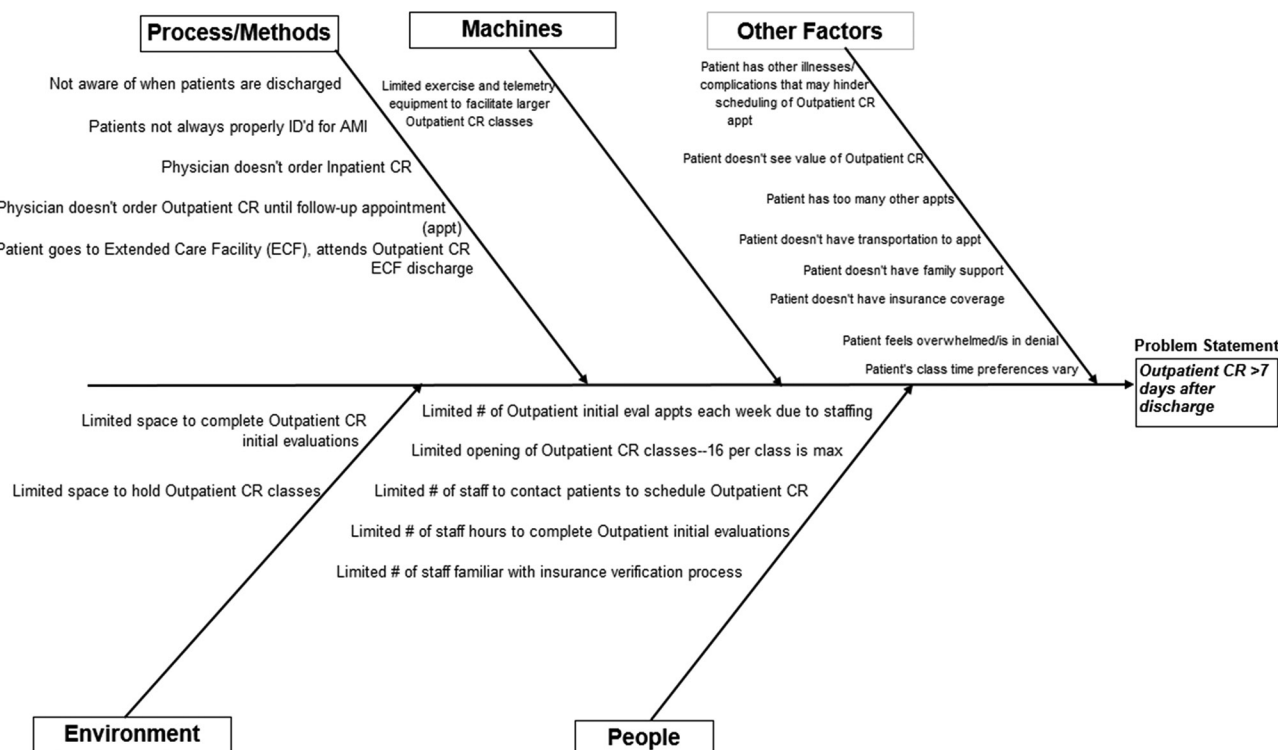 Process/Methods
Not aware of when patients are discharged
Patients not always properly ID'd for AMI
Physician doesn't order Inpatient CR
Physician doesn't order Outpatient CR until follow-up appointment
(appt)
Patient goes to Extended Care Facility (ECF), attends Outpatient CR
ECF discharge
Machines
Limited exercise and telemetry
equipment to facilitate larger
Outpatient CR classes
Other Factors
Patient has other illnesses/
complications that may hinder
scheduling of Outpatient CR
appt
Patient doesn't see value of Outpatient CR
Patient has too many other appts
Patient doesn't have transportation to appt
Patient doesn't have family support
Patient doesn't have insurance coverage
Patient feels overwhelmed/is in denial
Patient's class time preferences vary
Problem Statement
Outpatient CR >7
days after
discharge
Limited space to complete Outpatient CR
initial evaluations
Limited space to hold Outpatient CR classes
Environment
Limited # of Outpatient initial eval appts each week due to staffing
Limited opening of Outpatient CR classes--16 per class is max
Limited # of staff to contact patients to schedule Outpatient CR
Limited # of staff hours to complete Outpatient initial evaluations
Limited # of staff familiar with insurance verification process
People